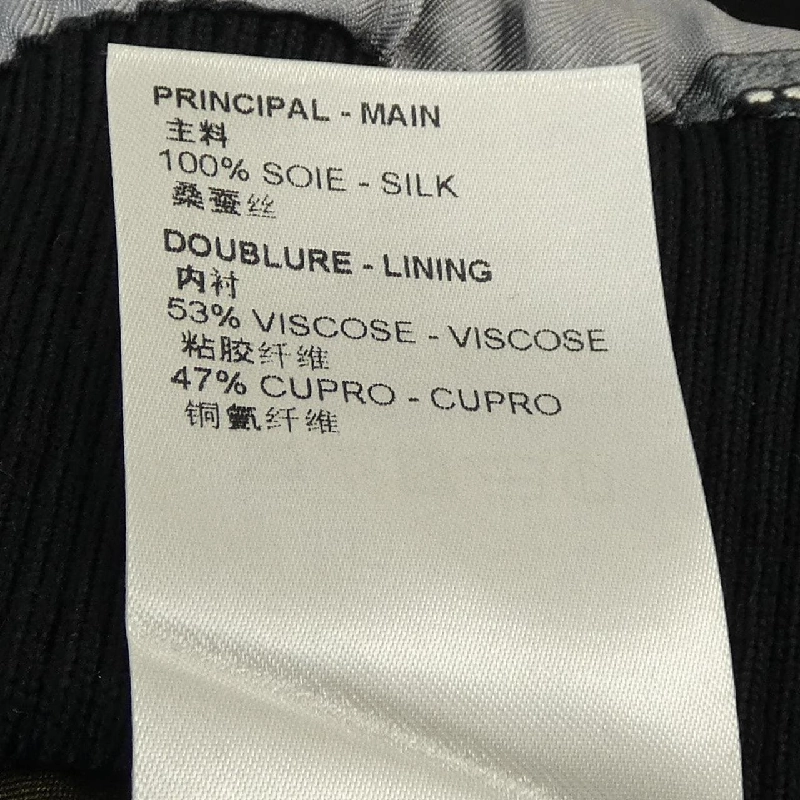 PRINCIPAL - MAIN
主料
100% SOIE - SILK
桑蚕丝
DOUBLURE - LINING
内衬
53% VISCOSE - VISCOSE
粘胶纤维
47% CUPRO - CUPRO
铜氨纤维